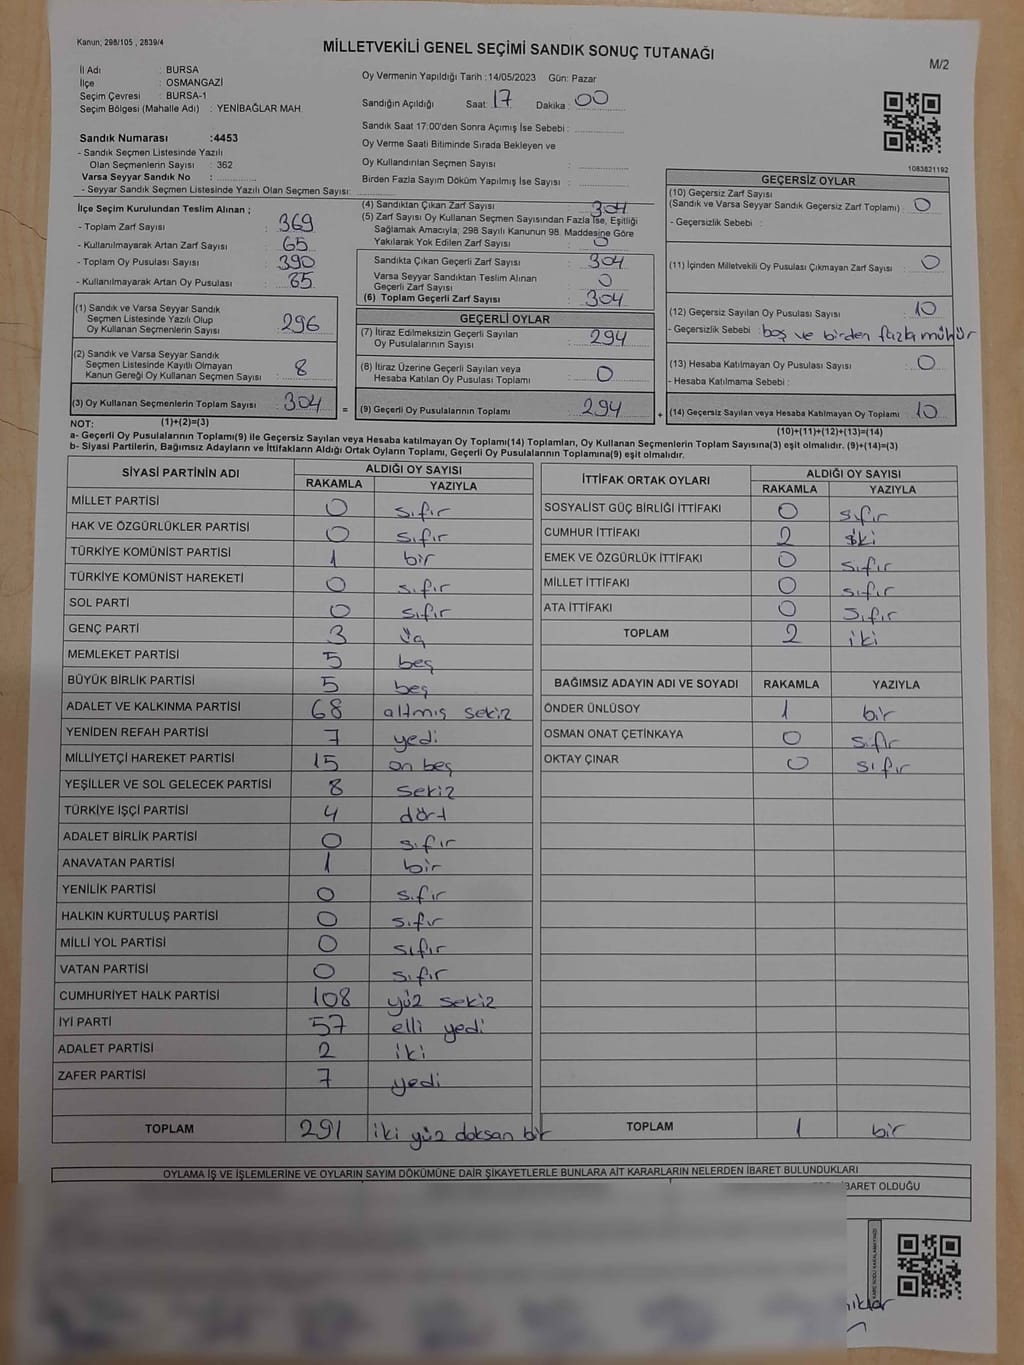 Kanun; 298/105 , 2839/4
MİLLETVEKİLİ GENEL SEÇİMİ SANDIK SONUÇ TUTANAĞI
M/2
İl Adı : BURSA
İlçe : OSMANGAZİ
Seçim Çevresi : BURSA-1
Seçim Bölgesi (Mahalle Adı) : YENİBAĞLAR MAH.
Oy Vermenin Yapıldığı Tarih :14/05/2023 Gün: Pazar
Sandığın Açıldığı Saat: 17 Dakika : 00
Sandık Saat 17:00'den Sonra Açımış İse Sebebi :
Oy Verme Saati Bitiminde Sırada Bekleyen ve
Oy Kullandırılan Seçmen Sayısı :
Birden Fazla Sayım Döküm Yapılmış İse Sayısı :
Sandık Numarası :4453
- Sandık Seçmen Listesinde Yazılı
Olan Seçmenlerin Sayısı : 362
Varsa Seyyar Sandık No :
- Seyyar Sandık Seçmen Listesinde Yazılı Olan Seçmen Sayısı:
1083821192
İlçe Seçim Kurulundan Teslim Alınan ;
- Toplam Zarf Sayısı : 369
- Kullanılmayarak Artan Zarf Sayısı : 65
- Toplam Oy Pusulası Sayısı : 390
- Kullanılmayarak Artan Oy Pusulası : 85
(1) Sandık ve Varsa Seyyar Sandık
Seçmen Listesinde Yazılı Olup
Oy Kullanan Seçmenlerin Sayısı : 296
(2) Sandık ve Varsa Seyyar Sandık
Seçmen Listesinde Kayıtlı Olmayan
Kanun Gereği Oy Kullanan Seçmen Sayısı : 8
(3) Oy Kullanan Seçmenlerin Toplam Sayısı : 304
(4) Sandıktan Çıkan Zarf Sayısı : 304
(5) Zarf Sayısı Oy Kullanan Seçmen Sayısından Fazla İse, Eşitliği
Sağlamak Amacıyla; 298 Sayılı Kanunun 98. Maddesine Göre
Yakılarak Yok Edilen Zarf Sayısı : 0
Sandıkta Çıkan Geçerli Zarf Sayısı : 304
Varsa Seyyar Sandıktan Teslim Alınan
Geçerli Zarf Sayısı : 0
(6) Toplam Geçerli Zarf Sayısı : 304
GEÇERLİ OYLAR
(7) İtiraz Edilmeksizin Geçerli Sayılan
Oy Pusulalarının Sayısı : 294
(8) İtiraz Üzerine Geçerli Sayılan veya
Hesaba Katılan Oy Pusulası Toplamı : 0
= (9) Geçerli Oy Pusulalarının Toplamı : 294
GEÇERSİZ OYLAR
(10) Geçersiz Zarf Sayısı
(Sandık ve Varsa Seyyar Sandık Geçersiz Zarf Toplamı) : 0
- Geçersizlik Sebebi :
(11) İçinden Milletvekili Oy Pusulası Çıkmayan Zarf Sayısı : 0
(12) Geçersiz Sayılan Oy Pusulası Sayısı : 10
- Geçersizlik Sebebi : boş ve birden fazla mühür
(13) Hesaba Katılmayan Oy Pusulası Sayısı : 0
- Hesaba Katılmama Sebebi :
+ (14) Geçersiz Sayılan veya Hesaba Katılmayan Oy Toplamı : 10
NOT: (1)+(2)=(3)
(10)+(11)+(12)+(13)=(14)
a- Geçerli Oy Pusulalarının Toplamı(9) ile Geçersiz Sayılan veya Hesaba katılmayan Oy Toplamı(14) Toplamları, Oy Kullanan Seçmenlerin Toplam Sayısına(3) eşit olmalıdır. (9)+(14)=(3)
b- Siyasi Partilerin, Bağımsız Adayların ve İttifakların Aldığı Ortak Oyların Toplamı, Geçerli Oy Pusulalarının Toplamına(9) eşit olmalıdır.
SİYASİ PARTİNİN ADI ALDIĞI OY SAYISI
RAKAMLA YAZIYLA
MİLLET PARTİSİ 0 sıfır
HAK VE ÖZGÜRLÜKLER PARTİSİ 0 sıfır
TÜRKİYE KOMÜNİST PARTİSİ 1 bir
TÜRKİYE KOMÜNİST HAREKETİ 0 sıfır
SOL PARTİ 0 sıfır
GENÇ PARTİ 3 üç
MEMLEKET PARTİSİ 5 beş
BÜYÜK BİRLİK PARTİSİ 5 beş
ADALET VE KALKINMA PARTİSİ 68 altmış sekiz
YENİDEN REFAH PARTİSİ 7 yedi
MİLLİYETÇİ HAREKET PARTİSİ 15 on beş
YEŞİLLER VE SOL GELECEK PARTİSİ 8 sekiz
TÜRKİYE İŞÇİ PARTİSİ 4 dört
ADALET BİRLİK PARTİSİ 0 sıfır
ANAVATAN PARTİSİ 1 bir
YENİLİK PARTİSİ 0 sıfır
HALKIN KURTULUŞ PARTİSİ 0 sıfır
MİLLİ YOL PARTİSİ 0 sıfır
VATAN PARTİSİ 0 sıfır
CUMHURİYET HALK PARTİSİ 108 yüz sekiz
İYİ PARTİ 57 elli yedi
ADALET PARTİSİ 2 iki
ZAFER PARTİSİ 7 yedi
TOPLAM 291 iki yüz doksan bir
İTTİFAK ORTAK OYLARI ALDIĞI OY SAYISI
RAKAMLA YAZIYLA
SOSYALİST GÜÇ BİRLİĞİ İTTİFAKI 0 sıfır
CUMHUR İTTİFAKI 2 iki
EMEK VE ÖZGÜRLÜK İTTİFAKI 0 sıfır
MİLLET İTTİFAKI 0 sıfır
ATA İTTİFAKI 0 sıfır
TOPLAM 2 iki
BAĞIMSIZ ADAYIN ADI VE SOYADI RAKAMLA YAZIYLA
ÖNDER ÜNLÜSOY 1 bir
OSMAN ONAT ÇETİNKAYA 0 sıfır
OKTAY ÇINAR 0 sıfır
TOPLAM 1 bir
OYLAMA İŞ VE İŞLEMLERİNE VE OYLARIN SAYIM DÖKÜMÜNE DAİR ŞİKAYETLERLE BUNLARA AİT KARARLARIN NELERDEN İBARET BULUNDUKLARI
İBARET OLDUĞU